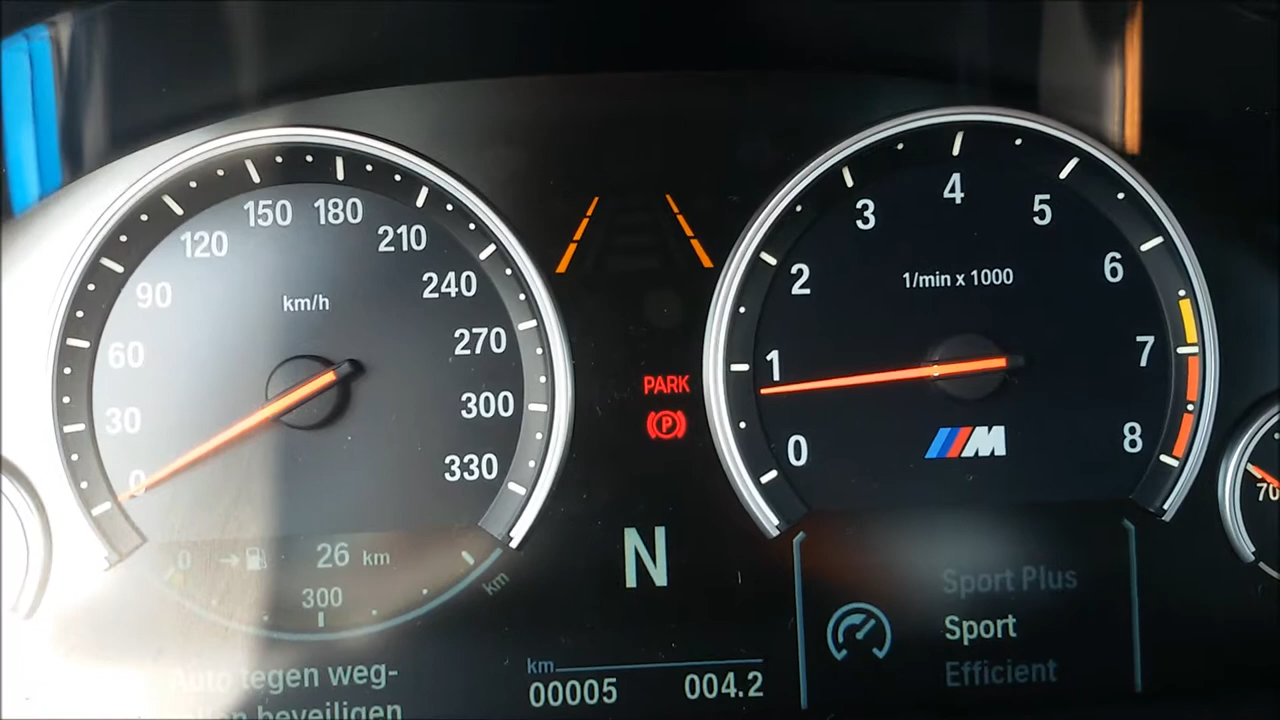 km/h
0
30
60
90
120
150
180
210
240
270
300
330
0
26 km
300
km
Auto tegen weg-
beveiligen
PARK
P
N
km
00005 004.2
1/min x 1000
0
1
2
3
4
5
6
7
8
M
Sport Plus
Sport
Efficient
70